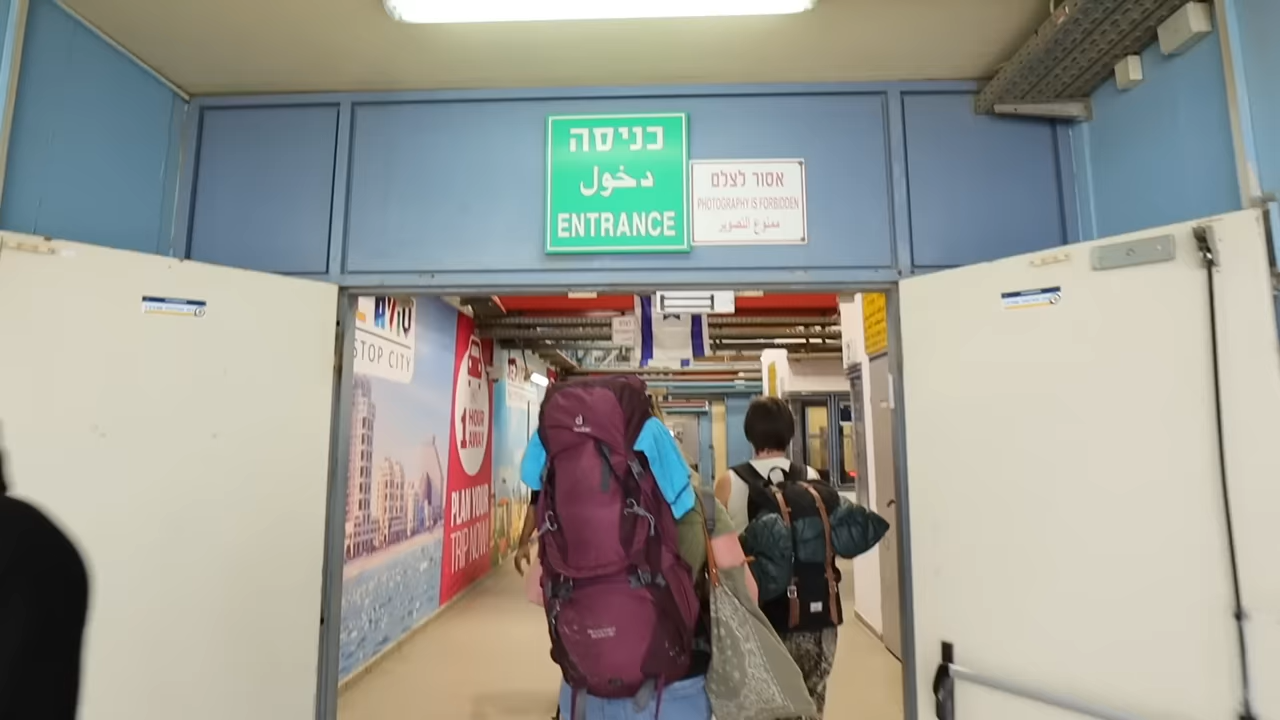 כניסה
دخول
ENTRANCE
אסור לצלם
PHOTOGRAPHY IS FORBIDDEN
ممنوع التصوير
STOP CITY
1 HOUR
AWAY
PLAN YOUR
TRIP NOW!